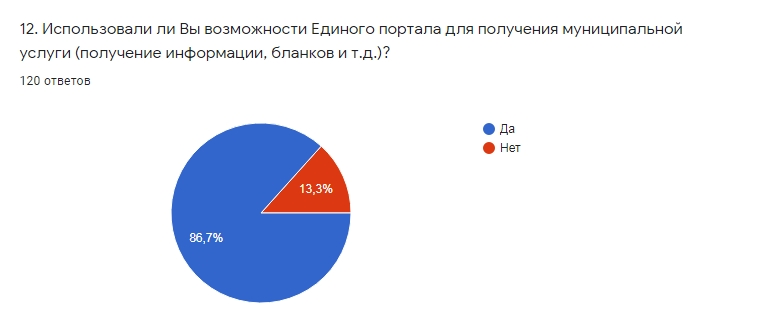 12. Использовали ли Вы возможности Единого портала для получения муниципальной
услуги (получение информации, бланков и т.д.)?
120 ответов
Да
Нет
13,3%
86,7%